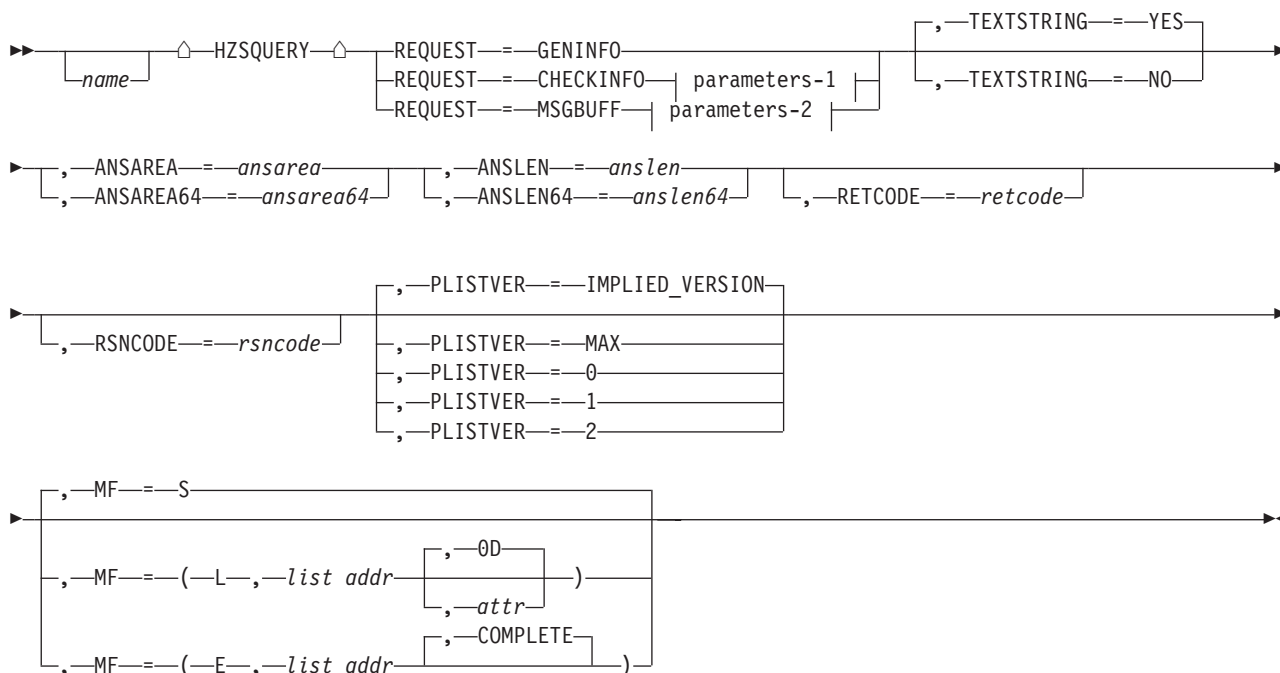 , TEXTSTRING = YES
name HZSQUERY REQUEST = GENINFO
REQUEST = CHECKINFO parameters-1 , TEXTSTRING = NO
REQUEST = MSGBUFF parameters-2
, ANSAREA = ansarea , ANSLEN = anslen
, ANSAREA64 = ansarea64 , ANSLEN64 = anslen64 , RETCODE = retcode
, PLISTVER = IMPLIED_VERSION
, RSNCODE = rsncode , PLISTVER = MAX
, PLISTVER = 0
, PLISTVER = 1
, PLISTVER = 2
, MF = S
, 0D
, MF = ( L , list addr )
, attr
, COMPLETE
, MF = ( E , list addr )